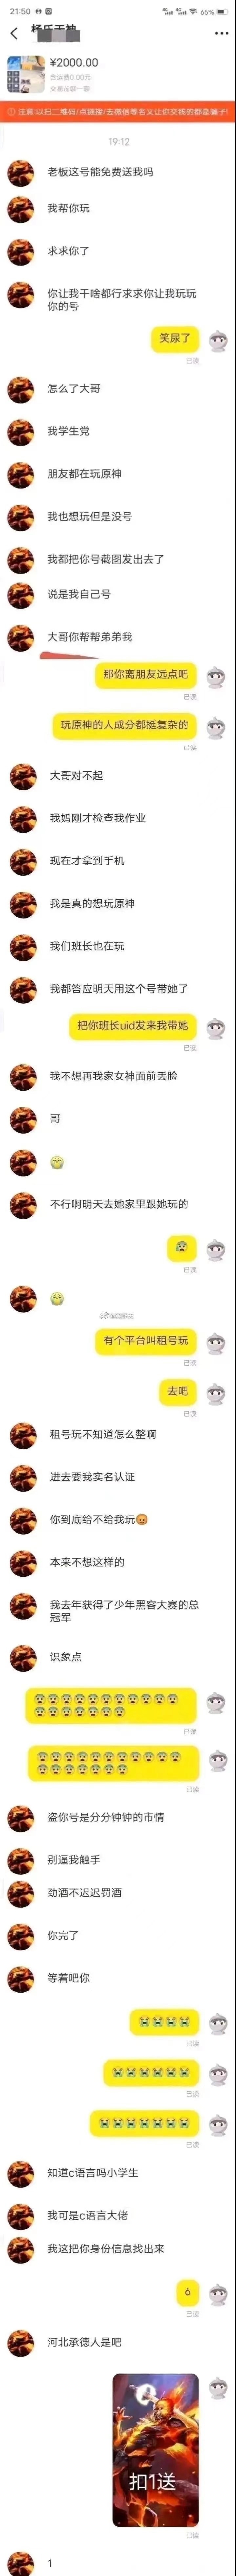 21:50
65%
¥2000.00
含运费0.00元
交易前聊一聊
注意:以扫二维码/点链接/去微信等名义让你交钱的都是骗子!
19:12
老板这号能免费送我吗
我帮你玩
求求你了
你让我干啥都行求求你让我玩玩
你的号
笑尿了
已读
怎么了大哥
我学生党
朋友都在玩原神
我也想玩但是没号
我都把你号截图发出去了
说是我自己号
大哥你帮帮弟弟我
那你离朋友远点吧
已读
玩原神的人成分都挺复杂的
已读
大哥对不起
我妈刚才检查我作业
现在才拿到手机
我是真的想玩原神
我们班长也在玩
我都答应明天用这个号带她了
把你班长uid发来我带她
已读
我不想再我家女神面前丢脸
哥
不行啊明天去她家里跟她玩的
已读
有个平台叫租号玩
已读
去吧
已读
租号玩不知道怎么整啊
进去要我实名认证
你到底给不给我玩😡
本来不想这样的
我去年获得了少年黑客大赛的总
冠军
识象点
😨😨😨😨😨😨😨😨😨😨😨
😨😨😨😨😨😨😨
已读
😨😨😨😨😨😨😨😨😨😨😨
😨😨😨😨😨😨😨
已读
盗你号是分分钟钟的市情
别逼我触手
劲酒不迟迟罚酒
你完了
等着吧你
😭😭😭😭
已读
😭😭😭😭😭😭
已读
😭😭😭😭😭😭😭
已读
知道c语言吗小学生
我可是c语言大佬
我这把你身份信息找出来
6
已读
河北承德人是吧
扣1送
已读
1